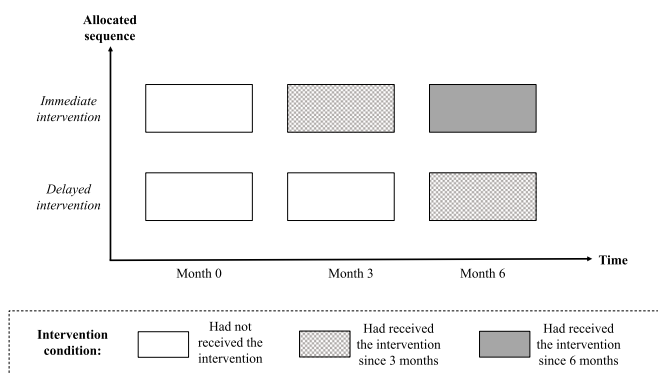 Allocated
sequence
Immediate
intervention
Delayed
intervention
Time
Month 0
Month 3
Month 6
Intervention
condition:
Had not
received the
intervention
Had received
the intervention
since 3 months
Had received
the intervention
since 6 months